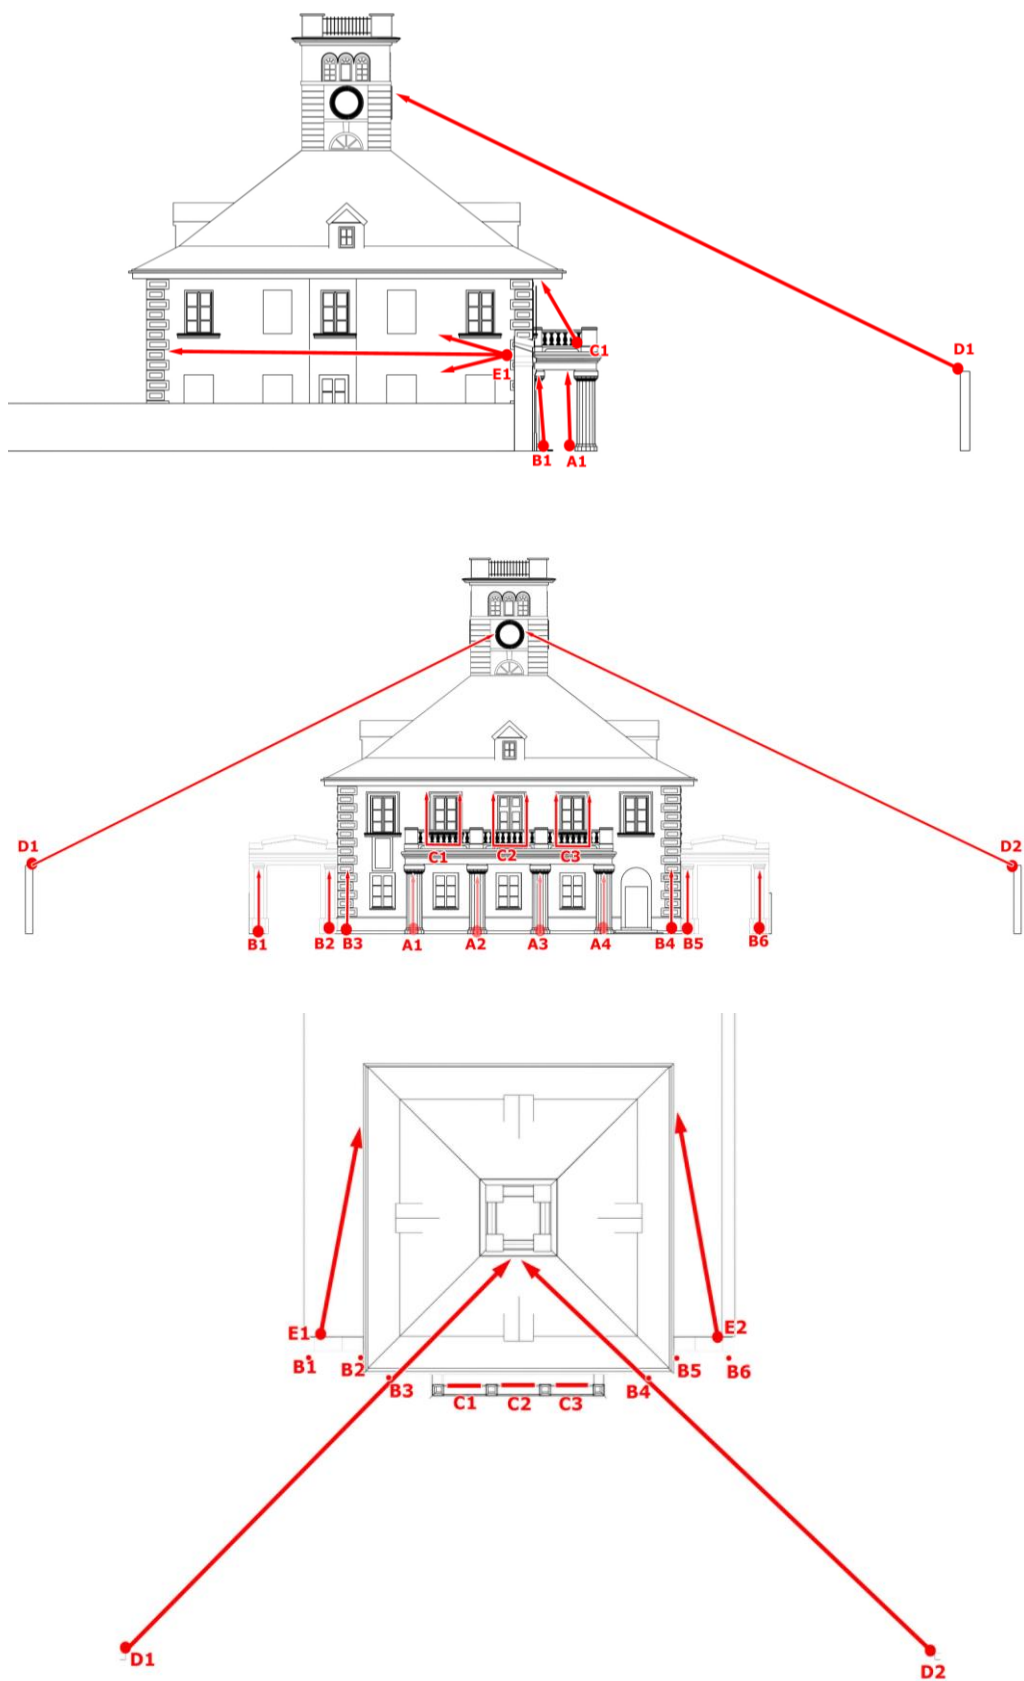 D1
C1
E1
B1 A1
D1
D2
C1 C2 C3
B1 B2 B3 A1 A2 A3 A4 B4 B5 B6
E1 E2
B1 B2 B5 B6
B3 B4
C1 C2 C3
D1
D2